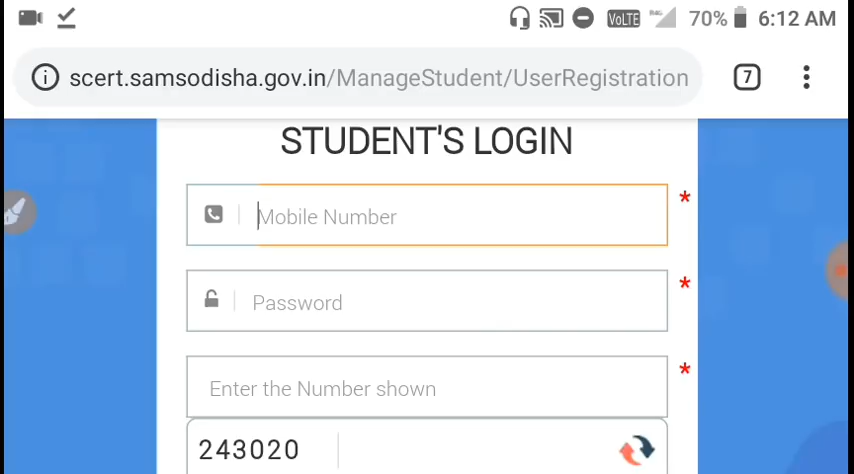 VoLTE 70% 6:12 AM
scert.samsodisha.gov.in/ManageStudent/UserRegistration 7
STUDENT'S LOGIN
Mobile Number *
Password *
Enter the Number shown *
243020